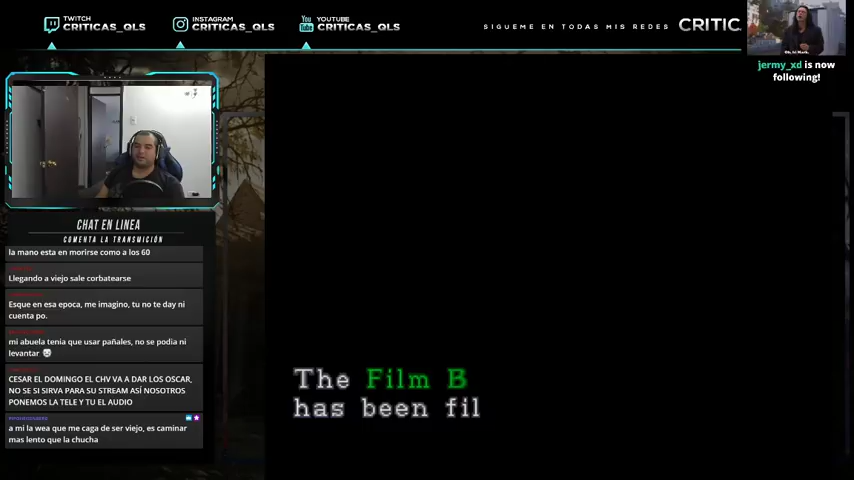 TWITCH
CRITICAS_QLS
INSTAGRAM
CRITICAS_QLS
YOUTUBE
CRITICAS_QLS
SIGUEME EN TODAS MIS REDES
CRITIC
jermy_xd is now
following!
CHAT EN LINEA
COMENTA LA TRANSMICIÓN
la mano esta en morirse como a los 60
Llegando a viejo sale corbatearse
Esque en esa epoca, me imagino, tu no te day ni
cuenta po.
mi abuela tenia que usar pañales, no se podia ni
levantar
CESAR EL DOMINGO EL CHV VA A DAR LOS OSCAR,
NO SE SI SIRVA PARA SU STREAM ASÍ NOSOTROS
PONEMOS LA TELE Y TU EL AUDIO
a mi la wea que me caga de ser viejo, es caminar
mas lento que la chucha
The Film B
has been fil